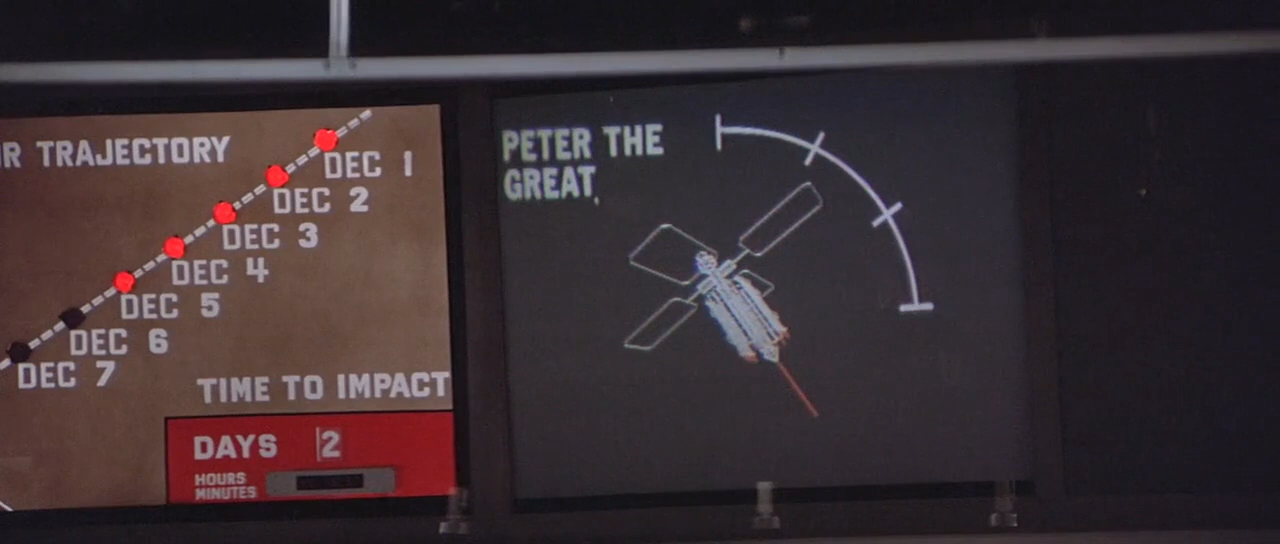 R TRAJECTORY
DEC 1
DEC 2
DEC 3
DEC 4
DEC 5
DEC 6
DEC 7
TIME TO IMPACT
DAYS 2
HOURS
MINUTES
PETER THE
GREAT